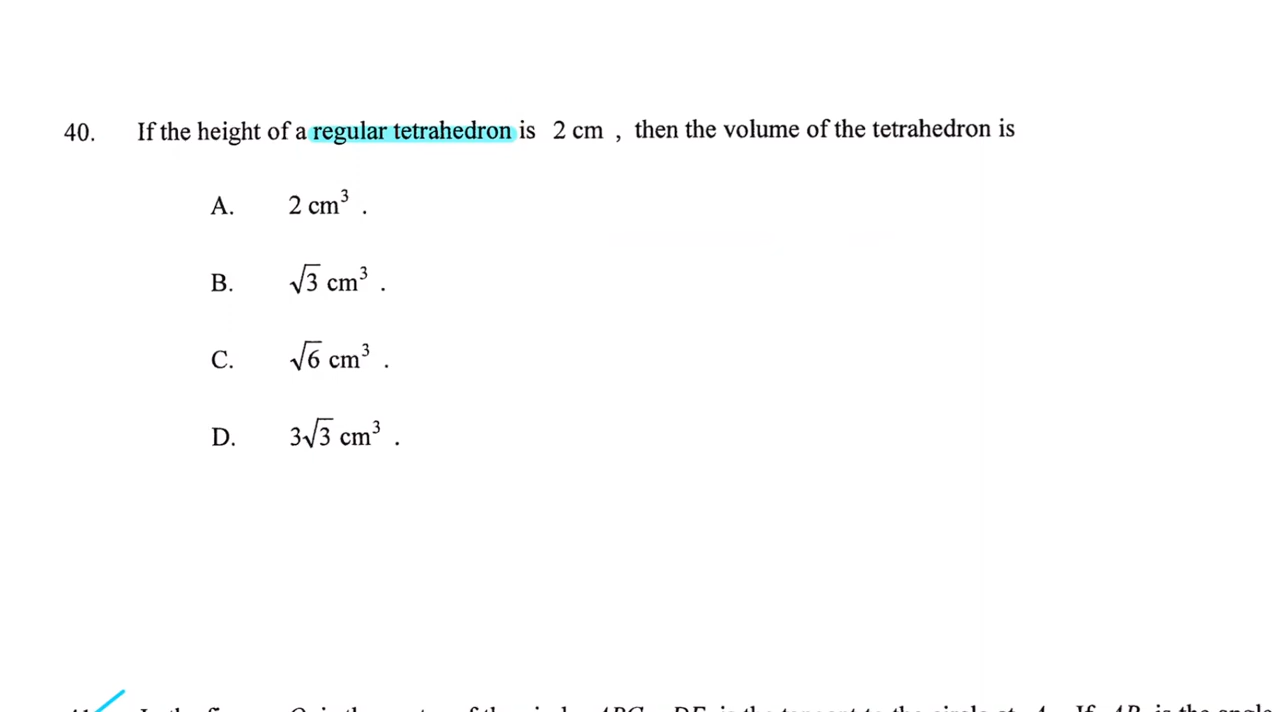 40. If the height of a regular tetrahedron is 2 cm , then the volume of the tetrahedron is
A. 2 cm³ .
B. √3 cm³ .
C. √6 cm³ .
D. 3√3 cm³ .